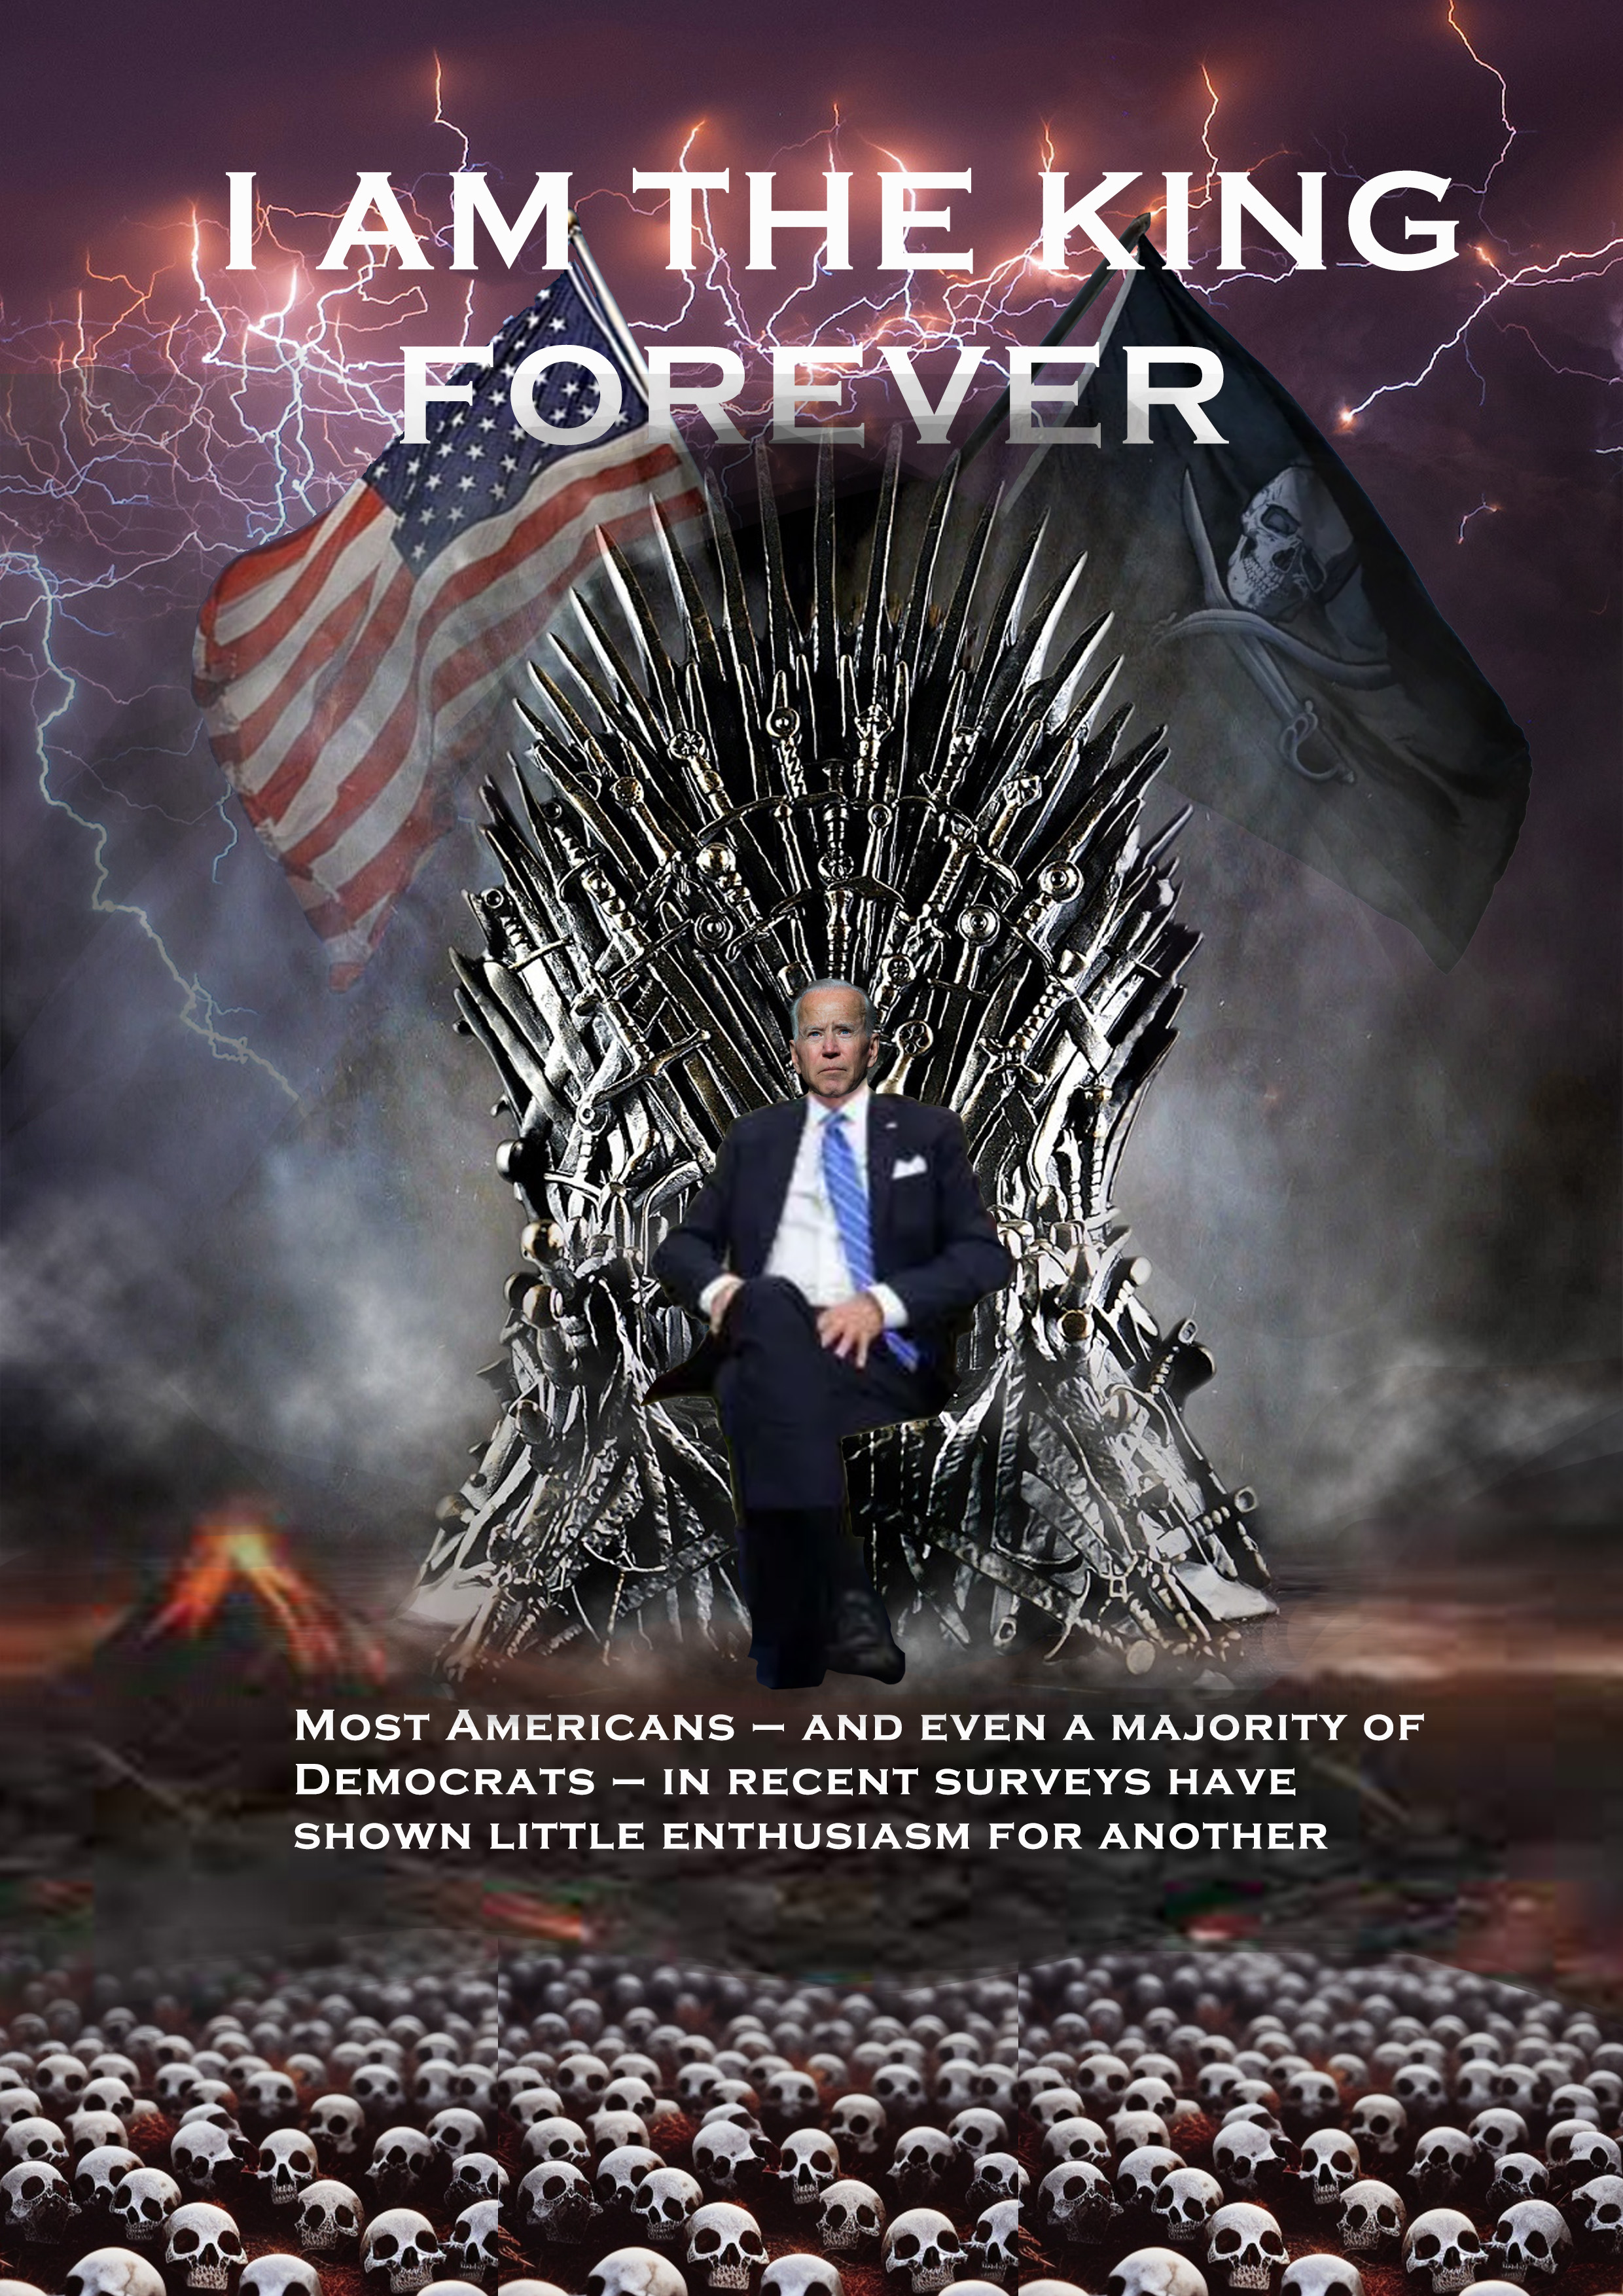 I AM THE KING
FOREVER
MOST AMERICANS — AND EVEN A MAJORITY OF
DEMOCRATS — IN RECENT SURVEYS HAVE
SHOWN LITTLE ENTHUSIASM FOR ANOTHER